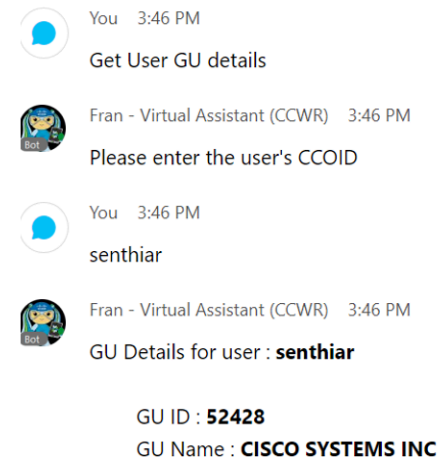 You 3:46 PM
Get User GU details
Fran - Virtual Assistant (CCWR) 3:46 PM
Bot
Please enter the user's CCOID
You 3:46 PM
senthiar
Fran - Virtual Assistant (CCWR) 3:46 PM
Bot
GU Details for user : senthiar
GU ID : 52428
GU Name : CISCO SYSTEMS INC